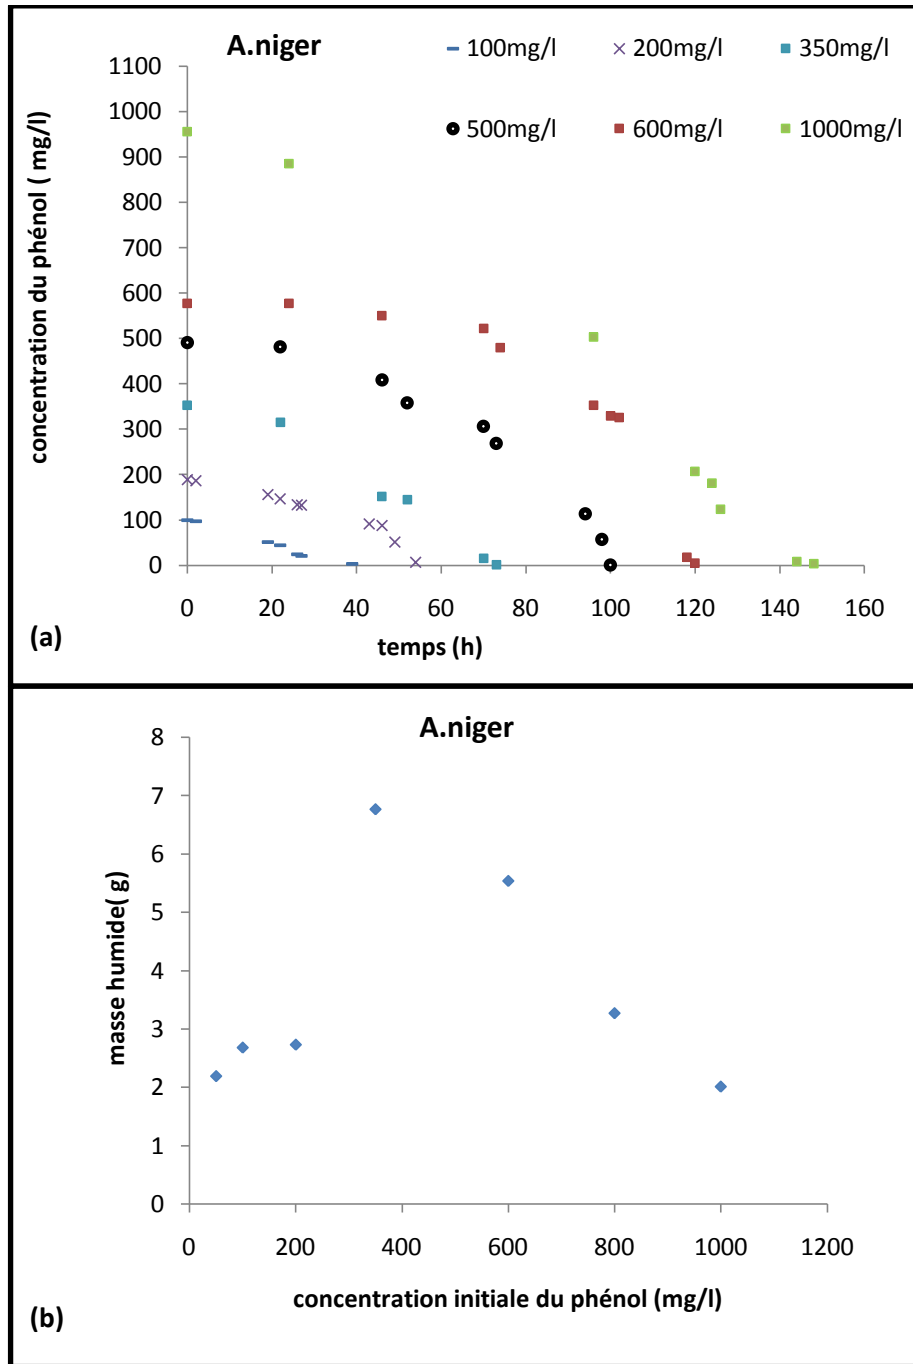 A.niger
100mg/l 200mg/l 350mg/l
500mg/l 600mg/l 1000mg/l
concentration du phénol ( mg/l)
1100
1000
900
800
700
600
500
400
300
200
100
0
0 20 40 60 80 100 120 140 160
temps (h)
(a)
A.niger
masse humide( g)
8
7
6
5
4
3
2
1
0
0 200 400 600 800 1000 1200
concentration initiale du phénol (mg/l)
(b)